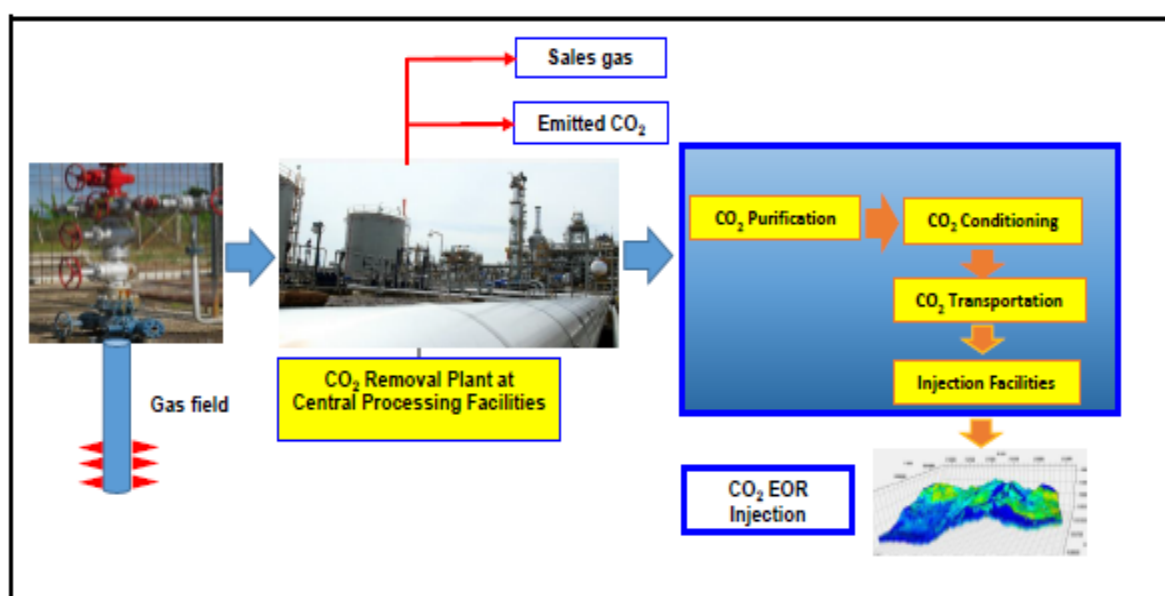 Sales gas
Emitted CO₂
CO₂ Purification
CO₂ Conditioning
CO₂ Transportation
Injection Facilities
CO₂ Removal Plant at
Central Processing Facilities
Gas field
CO₂ EOR
Injection